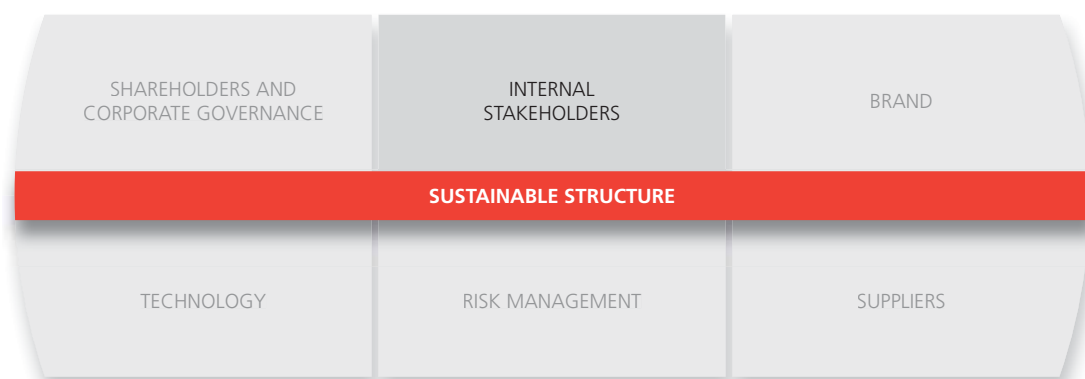 SHAREHOLDERS AND
CORPORATE GOVERNANCE
INTERNAL
STAKEHOLDERS
BRAND
SUSTAINABLE STRUCTURE
TECHNOLOGY
RISK MANAGEMENT
SUPPLIERS